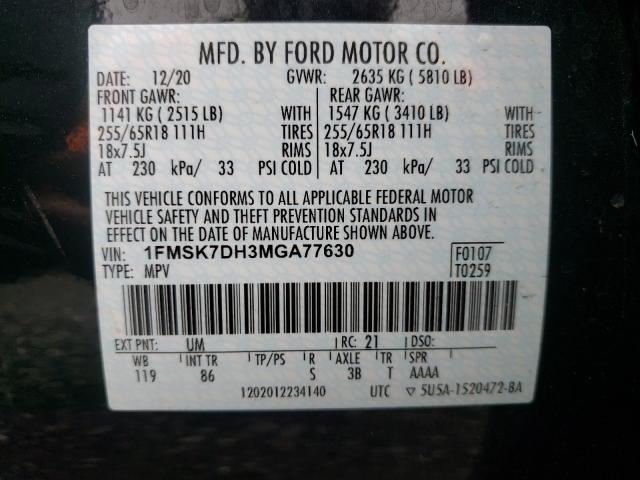 MFD. BY FORD MOTOR CO.
DATE: 12/20 GVWR: 2635 KG ( 5810 LB)
FRONT GAWR: REAR GAWR:
1141 KG ( 2515 LB) WITH 1547 KG ( 3410 LB) WITH
255/65R18 111H TIRES 255/65R18 111H TIRES
18x7.5J RIMS 18x7.5J RIMS
AT 230 kPa/ 33 PSI COLD AT 230 kPa/ 33 PSI COLD
THIS VEHICLE CONFORMS TO ALL APPLICABLE FEDERAL MOTOR
VEHICLE SAFETY AND THEFT PREVENTION STANDARDS IN
EFFECT ON THE DATE OF MANUFACTURE SHOWN ABOVE.
VIN: 1FMSK7DH3MGA77630 F0107
TYPE: MPV T0259
EXT PNT: UM RC: 21 DSO:
WB INT TR TP/PS R AXLE TR SPR
119 86 S 3B T AAAA
1202012234140 UTC ▽ 5U5A-1520472-BA